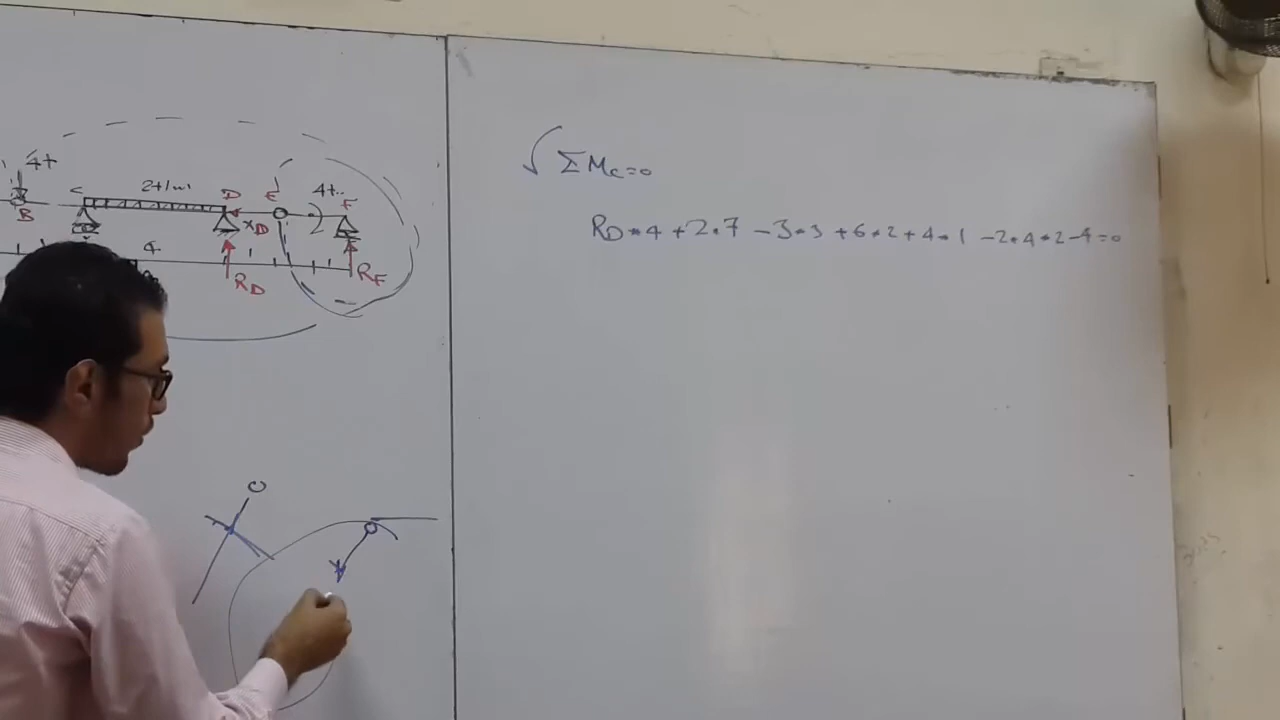 4t
B
C
2t/m
D
E
4t..
F
XD
4
RD
RF
ΣMc=0
RD*4 + 2*7 - 3*3 + 6*2 + 4*1 - 2*4*2 - 4 = 0